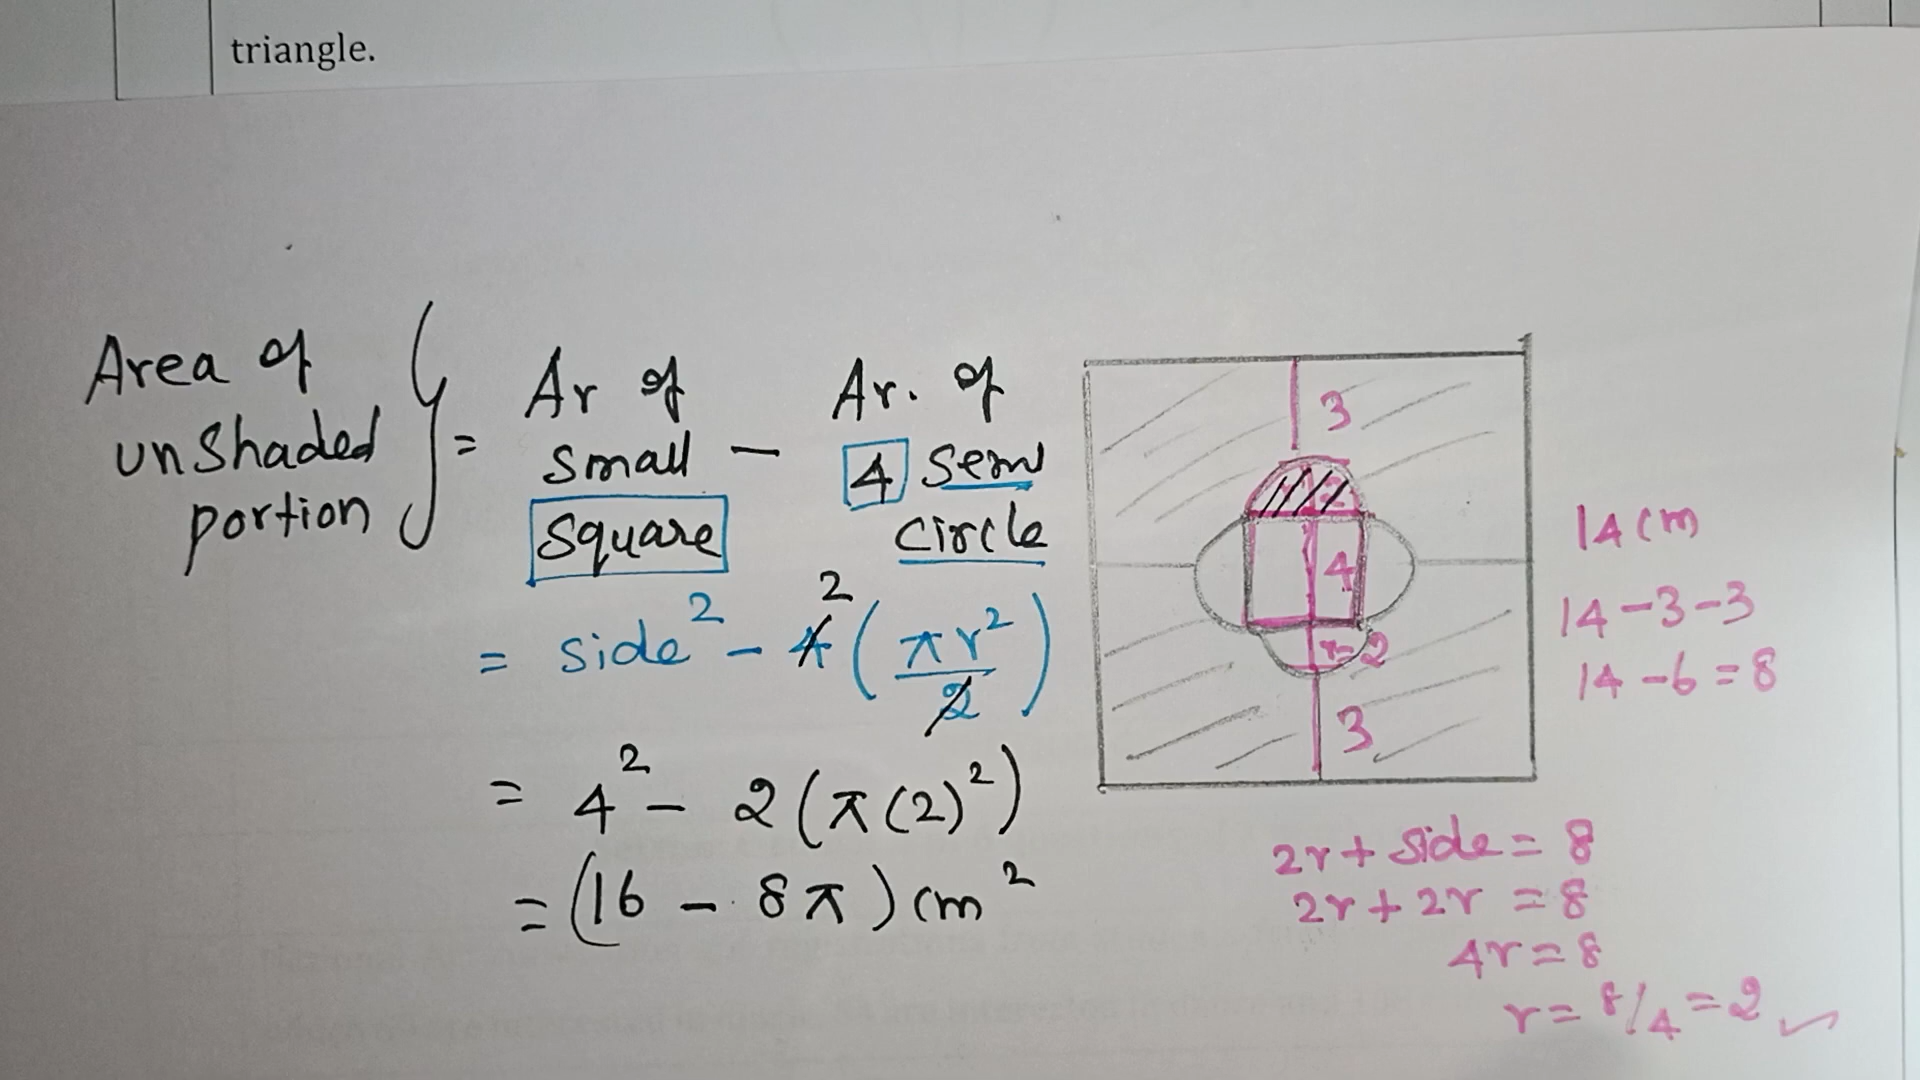 triangle.
Area of unshaded portion } = Ar of small square − Ar. of 4 semi circle
= side² − 4̸² (πr²/2̸)
= 4² − 2(π(2)²)
= (16 − 8π) cm²
3
2
4
r=2
3
14 cm
14−3−3
14−6=8
2r + side = 8
2r + 2r = 8
4r = 8
r = 8/4 = 2 ✓